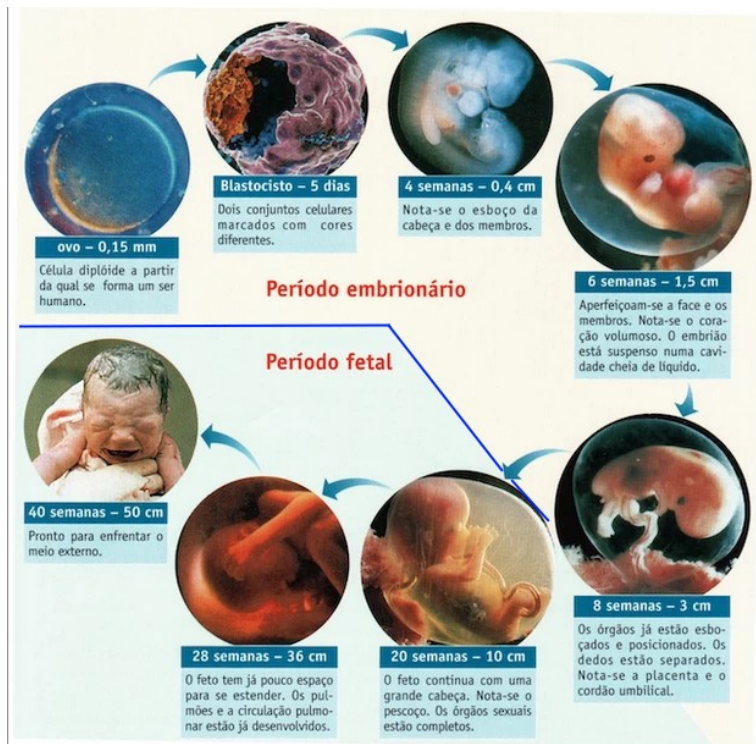 Blastocisto – 5 dias
Dois conjuntos celulares
marcados com cores
diferentes.
4 semanas – 0,4 cm
Nota-se o esboço da
cabeça e dos membros.
ovo – 0,15 mm
Célula diplóide a partir
da qual se forma um ser
humano.
6 semanas – 1,5 cm
Aperfeiçoam-se a face e os
membros. Nota-se o cora-
ção volumoso. O embrião
está suspenso numa cavi-
dade cheia de líquido.
Período embrionário
Período fetal
8 semanas – 3 cm
Os órgãos já estão esbo-
çados e posicionados. Os
dedos estão separados.
Nota-se a placenta e o
cordão umbilical.
20 semanas – 10 cm
O feto continua com uma
grande cabeça. Nota-se o
pescoço. Os órgãos sexuais
estão completos.
28 semanas – 36 cm
O feto tem já pouco espaço
para se estender. Os pul-
mões e a circulação pulmo-
nar estão já desenvolvidos.
40 semanas – 50 cm
Pronto para enfrentar o
meio externo.